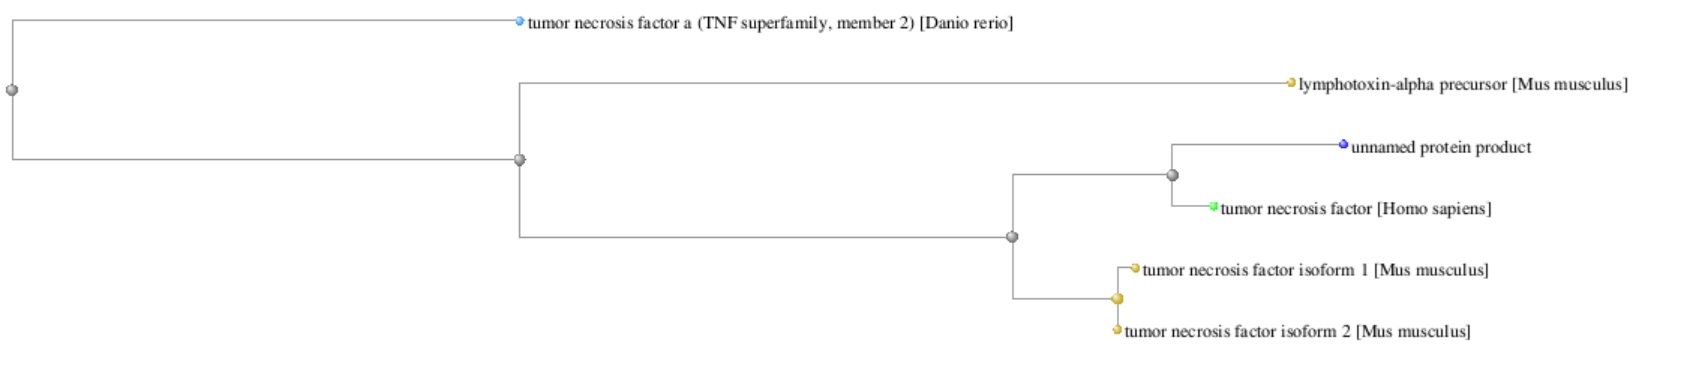 tumor necrosis factor a (TNF superfamily, member 2) [Danio rerio]
lymphotoxin-alpha precursor [Mus musculus]
unnamed protein product
tumor necrosis factor [Homo sapiens]
tumor necrosis factor isoform 1 [Mus musculus]
tumor necrosis factor isoform 2 [Mus musculus]